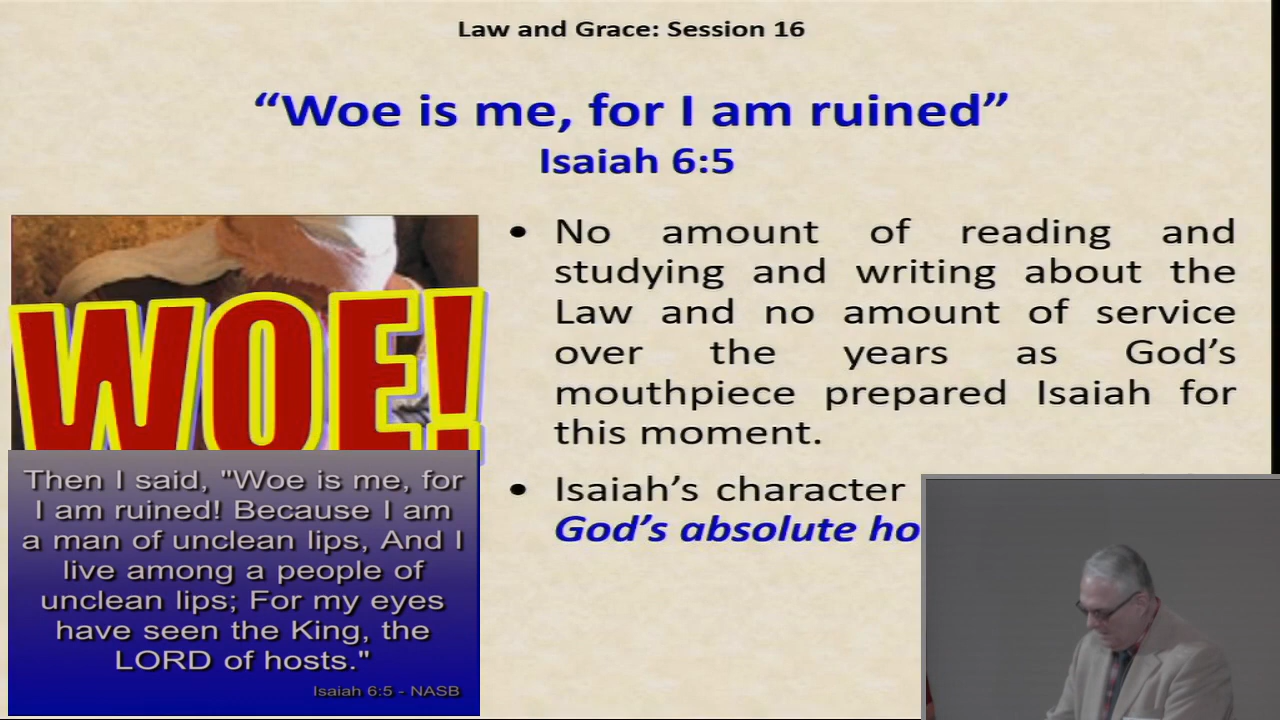 Law and Grace: Session 16
“Woe is me, for I am ruined”
Isaiah 6:5
WOE!
Then I said, "Woe is me, for
I am ruined! Because I am
a man of unclean lips, And I
live among a people of
unclean lips; For my eyes
have seen the King, the
LORD of hosts."
Isaiah 6:5 - NASB
• No amount of reading and
studying and writing about the
Law and no amount of service
over the years as God’s
mouthpiece prepared Isaiah for
this moment.
• Isaiah’s character
God’s absolute